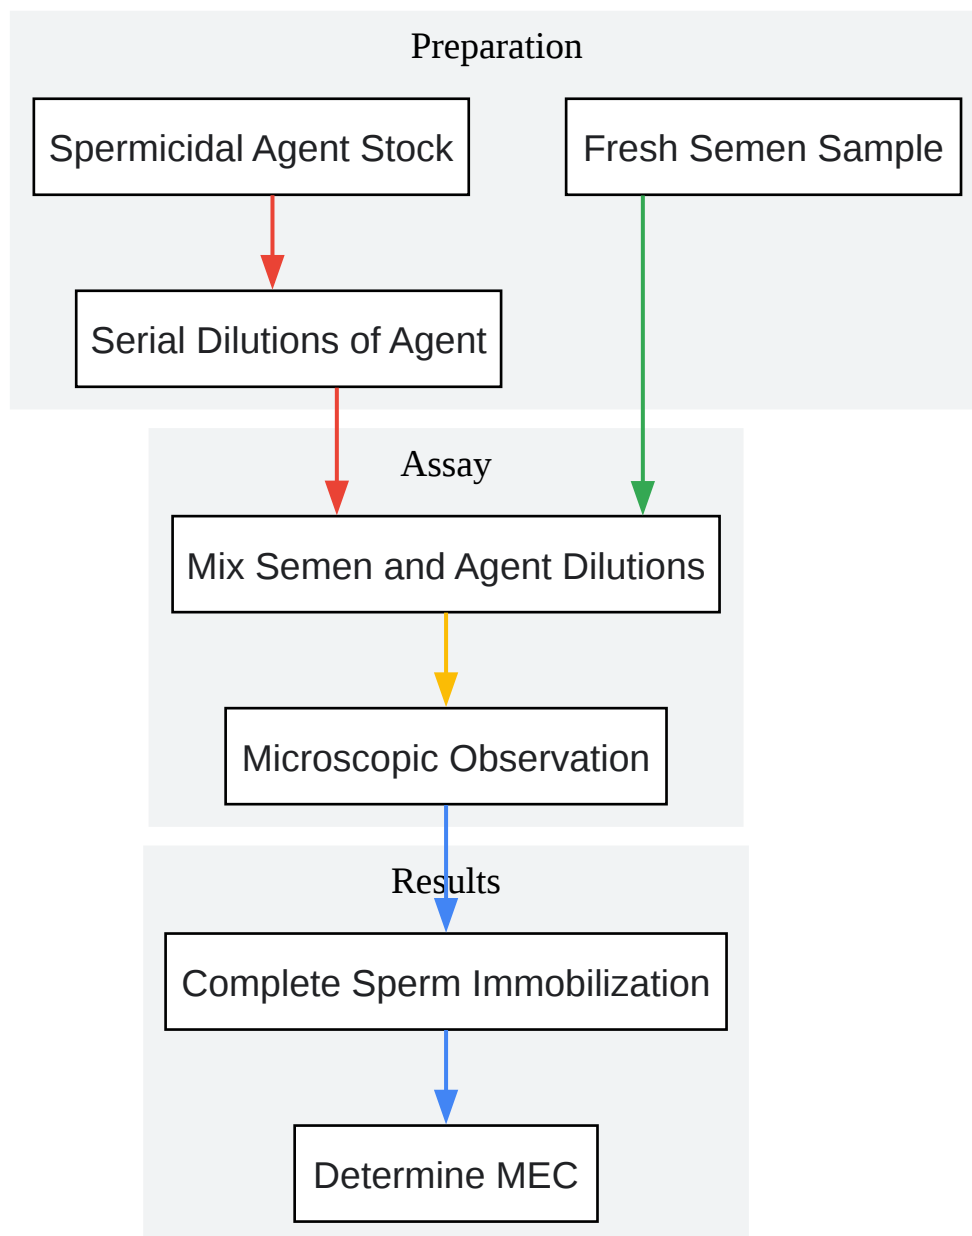 Preparation
Spermicidal Agent Stock
Fresh Semen Sample
Serial Dilutions of Agent
Assay
Mix Semen and Agent Dilutions
Microscopic Observation
Results
Complete Sperm Immobilization
Determine MEC